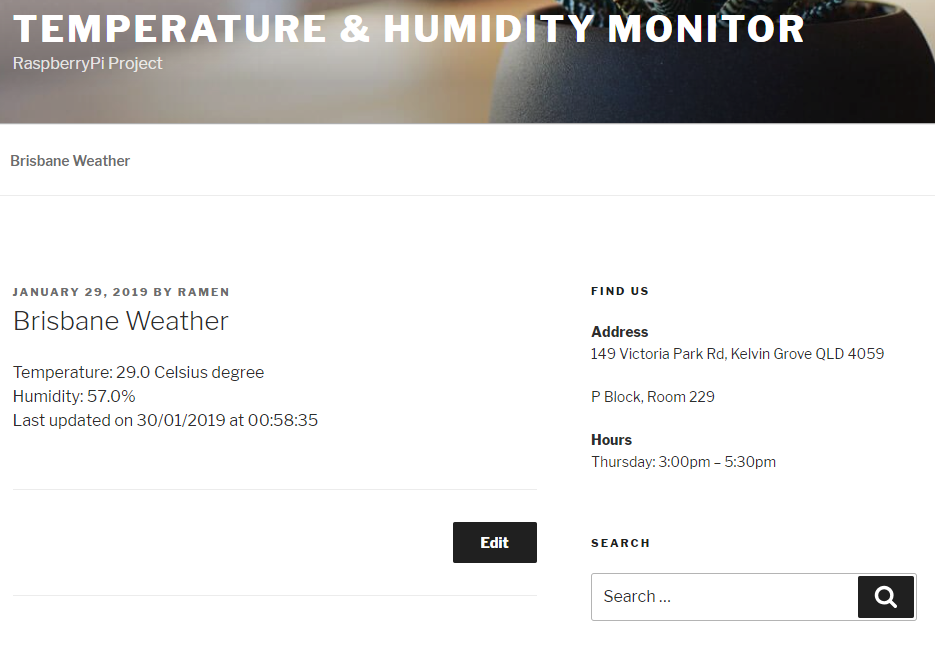 TEMPERATURE & HUMIDITY MONITOR
RaspberryPi Project
Brisbane Weather
JANUARY 29, 2019 BY RAMEN
Brisbane Weather
Temperature: 29.0 Celsius degree
Humidity: 57.0%
Last updated on 30/01/2019 at 00:58:35
Edit
FIND US
Address
149 Victoria Park Rd, Kelvin Grove QLD 4059
P Block, Room 229
Hours
Thursday: 3:00pm – 5:30pm
SEARCH
Search …